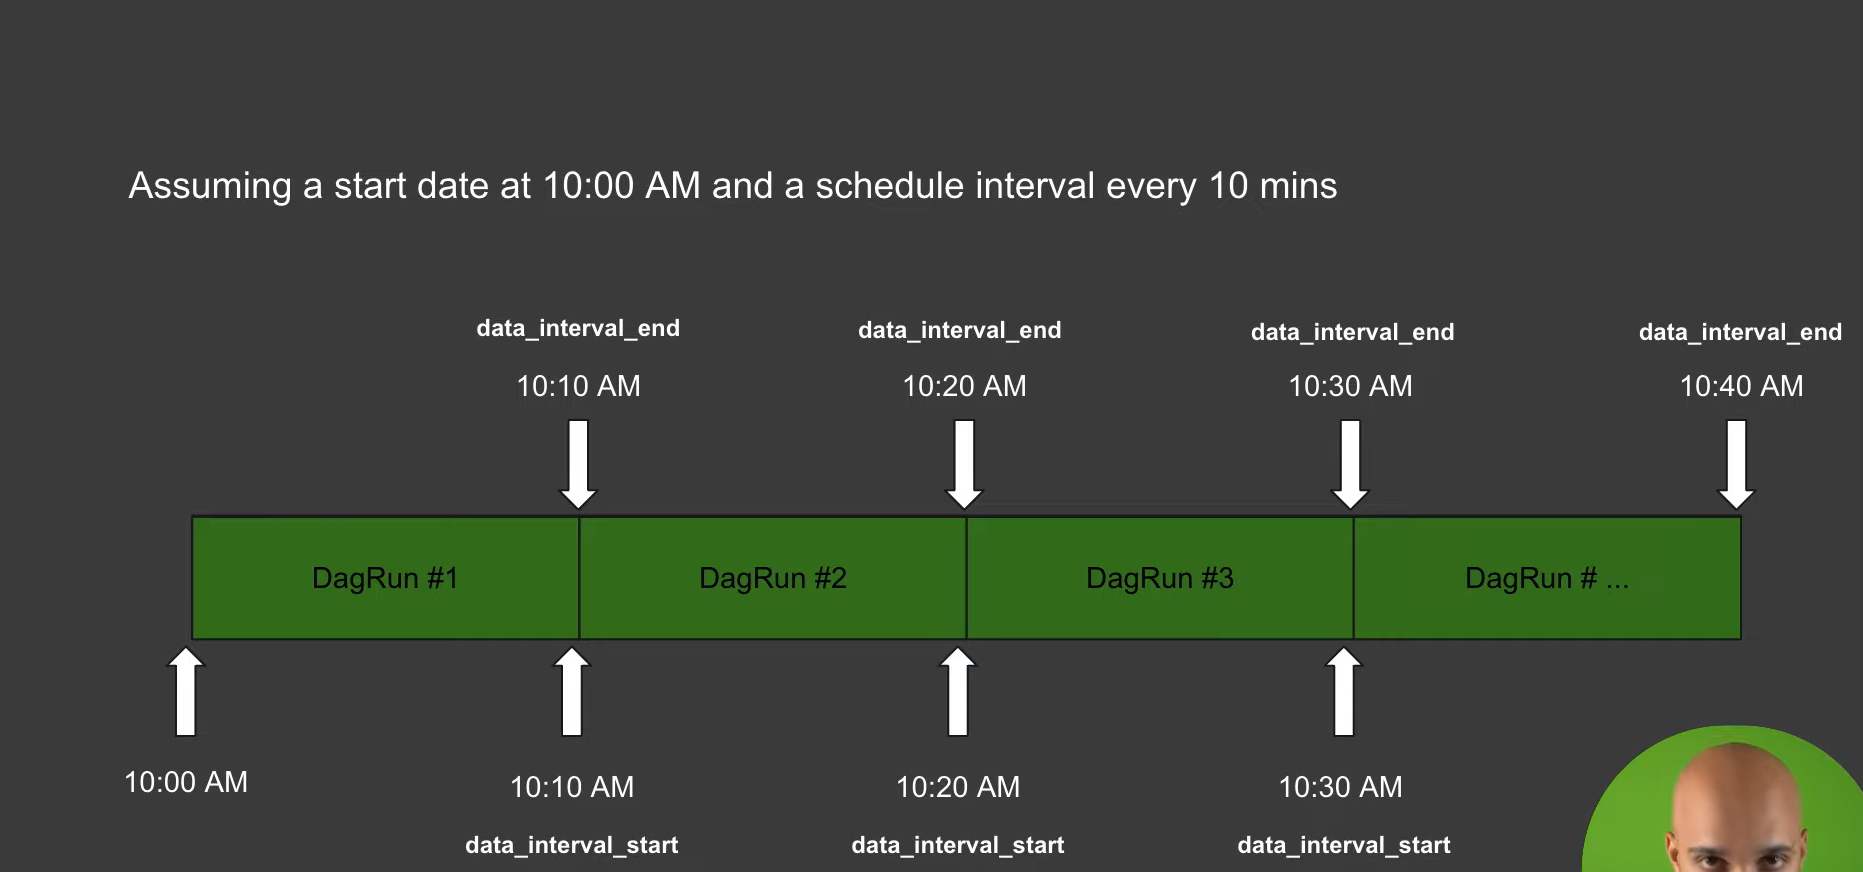 Assuming a start date at 10:00 AM and a schedule interval every 10 mins
data_interval_end data_interval_end data_interval_end data_interval_end
10:10 AM 10:20 AM 10:30 AM 10:40 AM
DagRun #1 DagRun #2 DagRun #3 DagRun # ...
10:00 AM 10:10 AM 10:20 AM 10:30 AM
data_interval_start data_interval_start data_interval_start